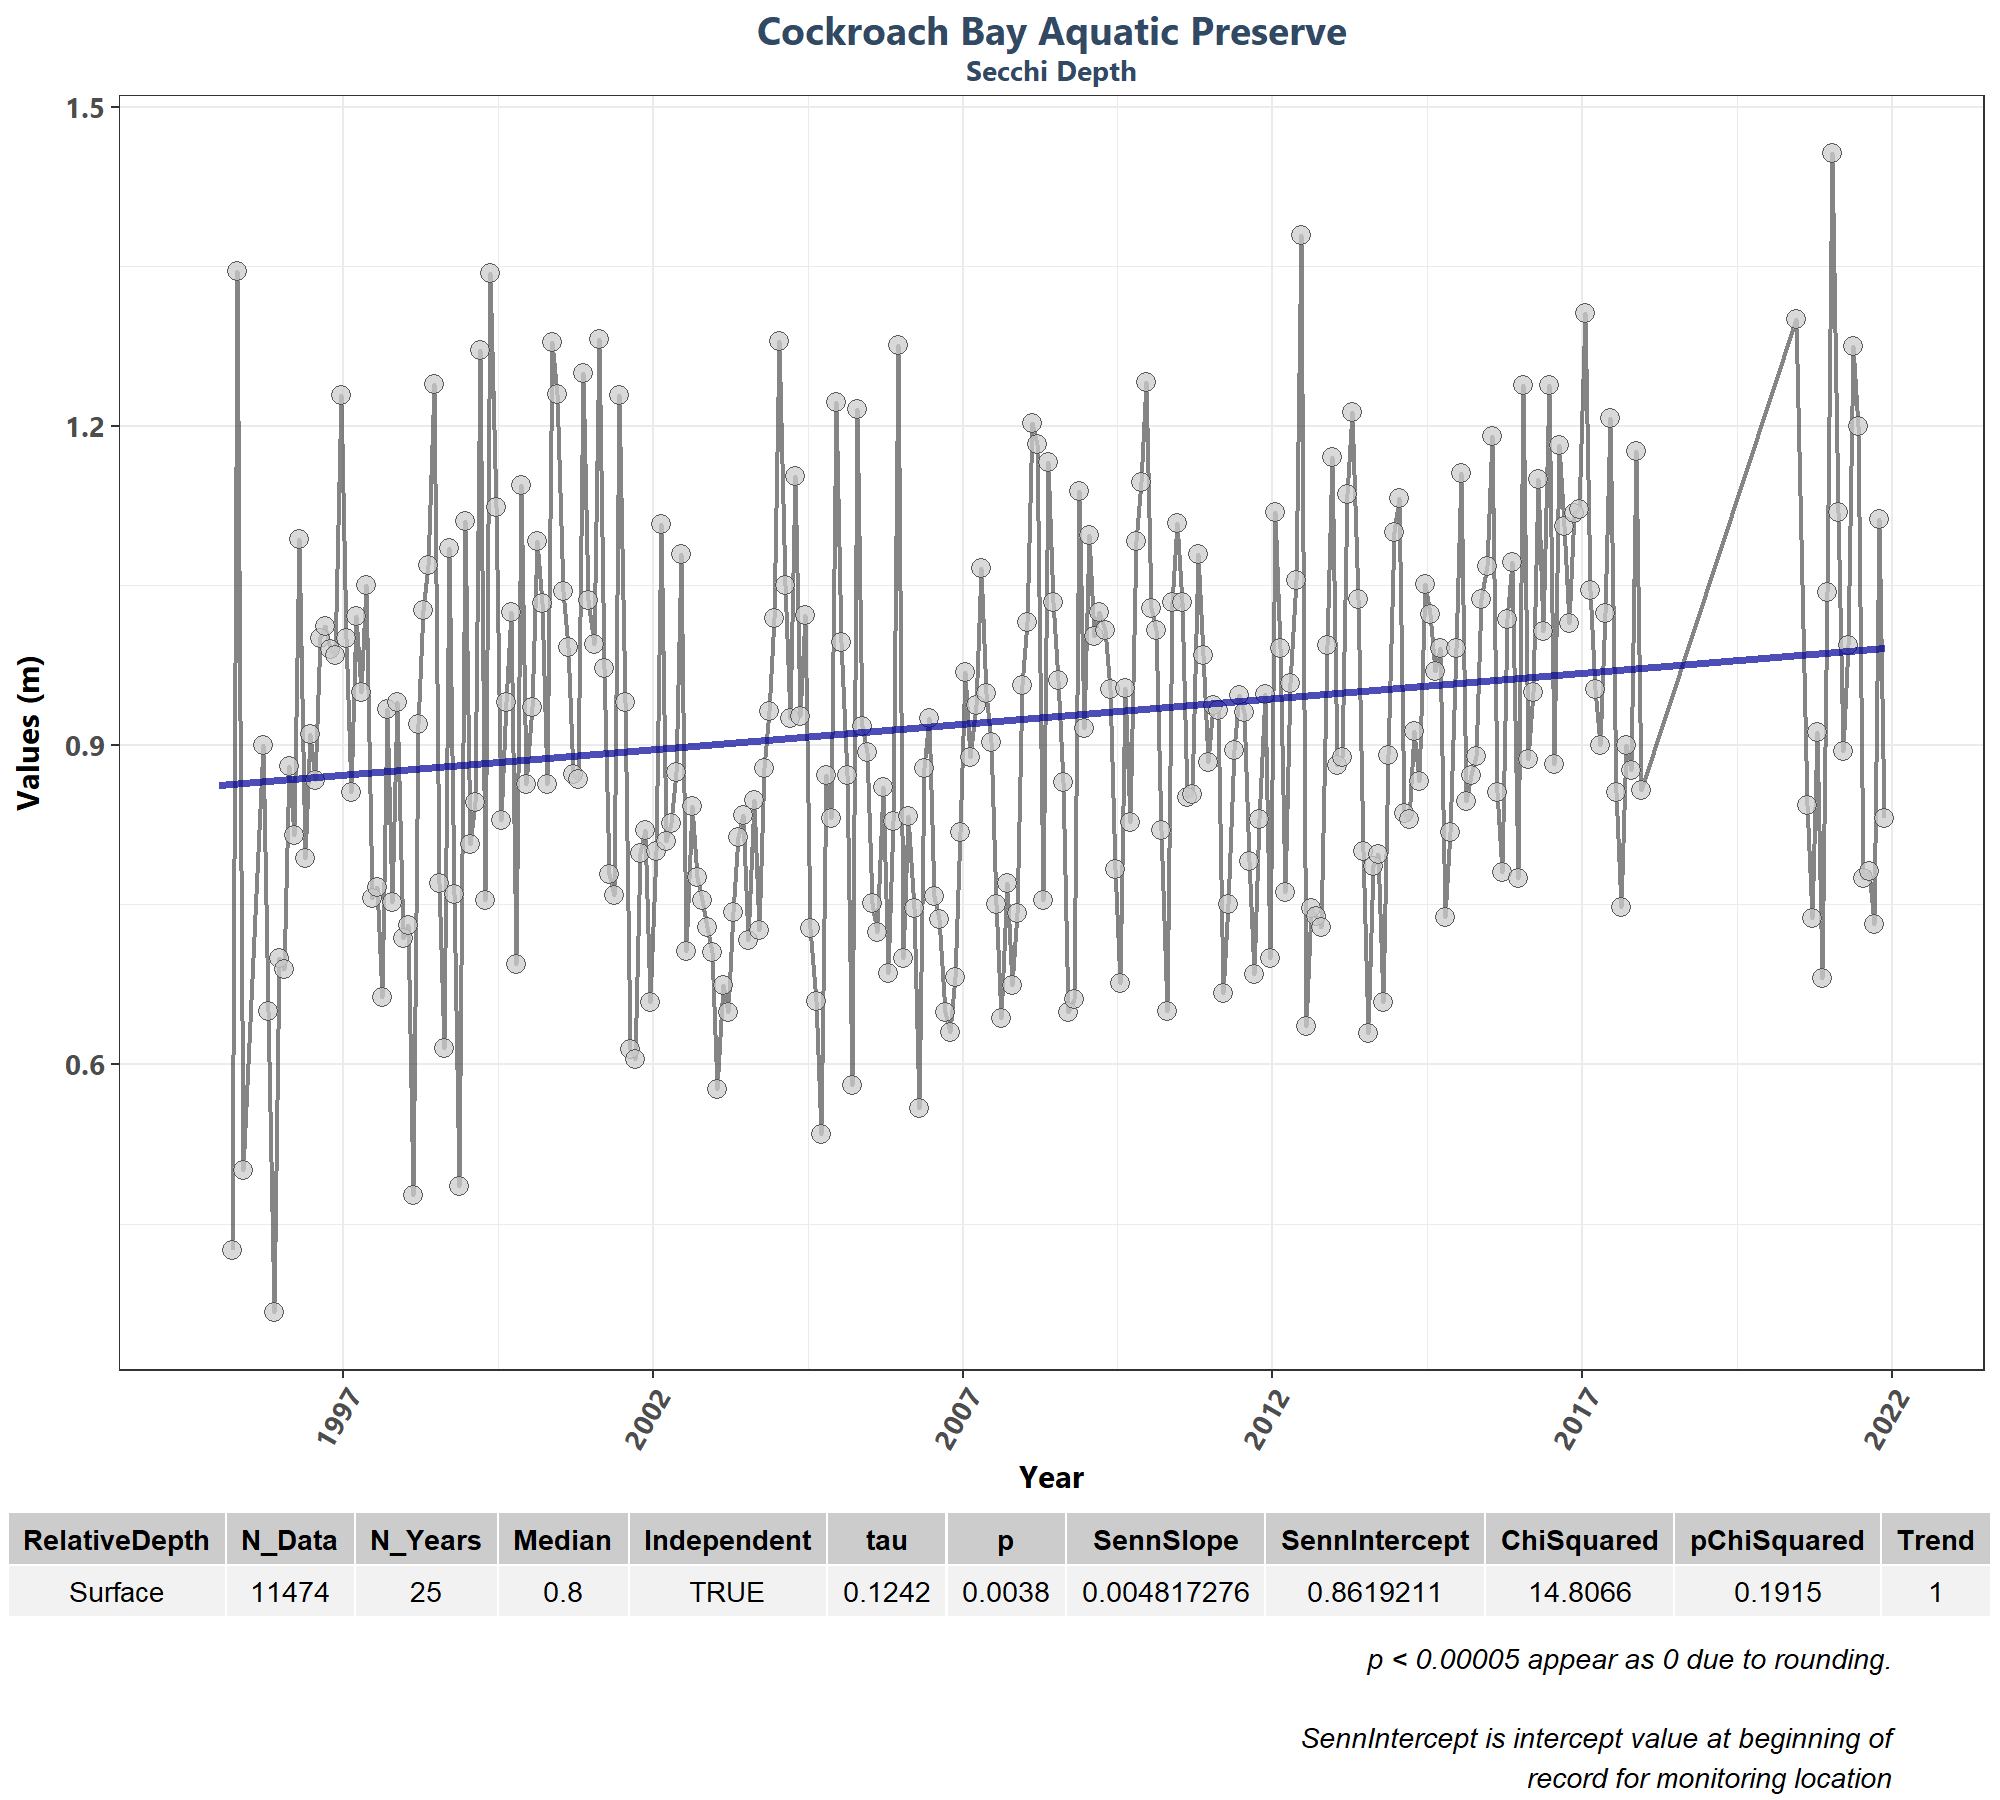 Cockroach Bay Aquatic Preserve
Secchi Depth
1.5
1.2
0.9
0.6
Values (m)
1997
2002
2007
2012
2017
2022
Year
RelativeDepth N_Data N_Years Median Independent tau p SennSlope SennIntercept ChiSquared pChiSquared Trend
Surface 11474 25 0.8 TRUE 0.1242 0.0038 0.004817276 0.8619211 14.8066 0.1915 1
p < 0.00005 appear as 0 due to rounding.
SennIntercept is intercept value at beginning of
record for monitoring location